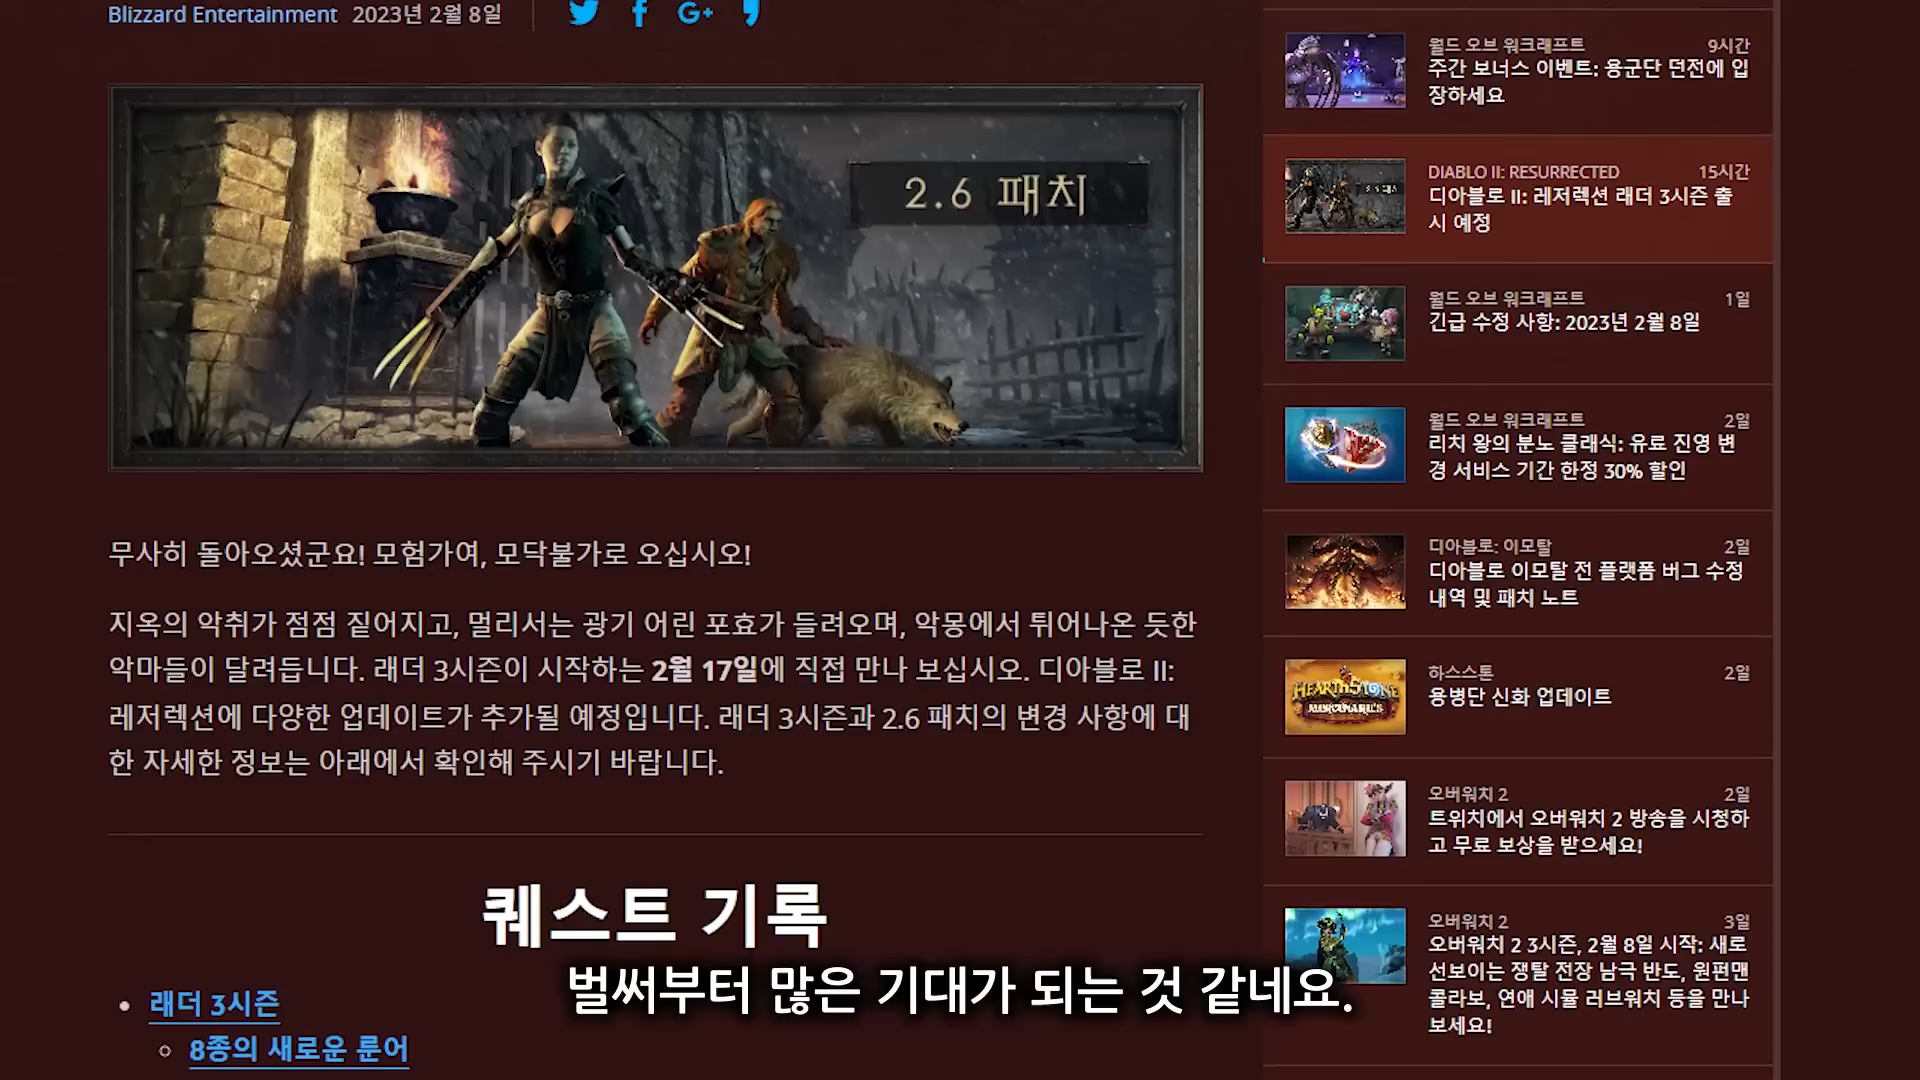 Blizzard Entertainment 2023년 2월 8일
2.6 패치
무사히 돌아오셨군요! 모험가여, 모닥불가로 오십시오!
지옥의 악취가 점점 짙어지고, 멀리서는 광기 어린 포효가 들려오며, 악몽에서 튀어나온 듯한
악마들이 달려듭니다. 래더 3시즌이 시작하는 2월 17일에 직접 만나 보십시오. 디아블로 II:
레저렉션에 다양한 업데이트가 추가될 예정입니다. 래더 3시즌과 2.6 패치의 변경 사항에 대
한 자세한 정보는 아래에서 확인해 주시기 바랍니다.
퀘스트 기록
래더 3시즌
8종의 새로운 룬어
벌써부터 많은 기대가 되는 것 같네요.
월드 오브 워크래프트 9시간
주간 보너스 이벤트: 용군단 던전에 입
장하세요
DIABLO II: RESURRECTED 15시간
디아블로 II: 레저렉션 래더 3시즌 출
시 예정
월드 오브 워크래프트 1일
긴급 수정 사항: 2023년 2월 8일
월드 오브 워크래프트 2일
리치 왕의 분노 클래식: 유료 진영 변
경 서비스 기간 한정 30% 할인
디아블로: 이모탈 2일
디아블로 이모탈 전 플랫폼 버그 수정
내역 및 패치 노트
HEARTHSTONE
MERCENARIES
하스스톤 2일
용병단 신화 업데이트
오버워치 2 2일
트위치에서 오버워치 2 방송을 시청하
고 무료 보상을 받으세요!
오버워치 2 3일
오버워치 2 3시즌, 2월 8일 시작: 새로
선보이는 쟁탈 전장 남극 반도, 원펀맨
콜라보, 연애 시뮬 러브워치 등을 만나
보세요!